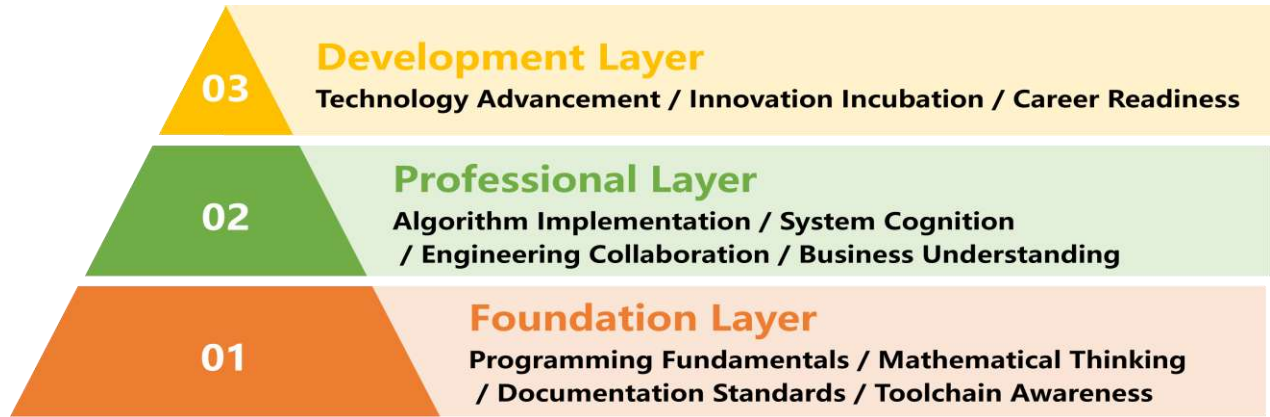 03
Development Layer
Technology Advancement / Innovation Incubation / Career Readiness
02
Professional Layer
Algorithm Implementation / System Cognition
/ Engineering Collaboration / Business Understanding
01
Foundation Layer
Programming Fundamentals / Mathematical Thinking
/ Documentation Standards / Toolchain Awareness